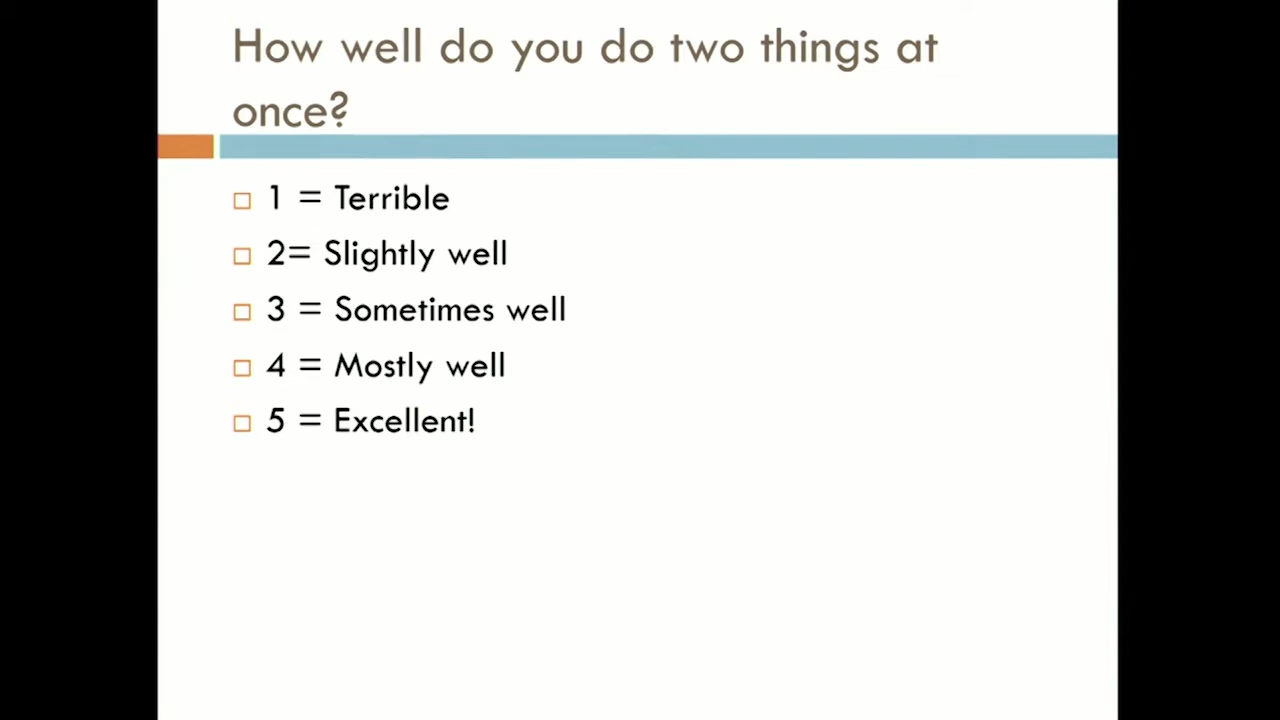 How well do you do two things at
once?
1 = Terrible
2= Slightly well
3 = Sometimes well
4 = Mostly well
5 = Excellent!